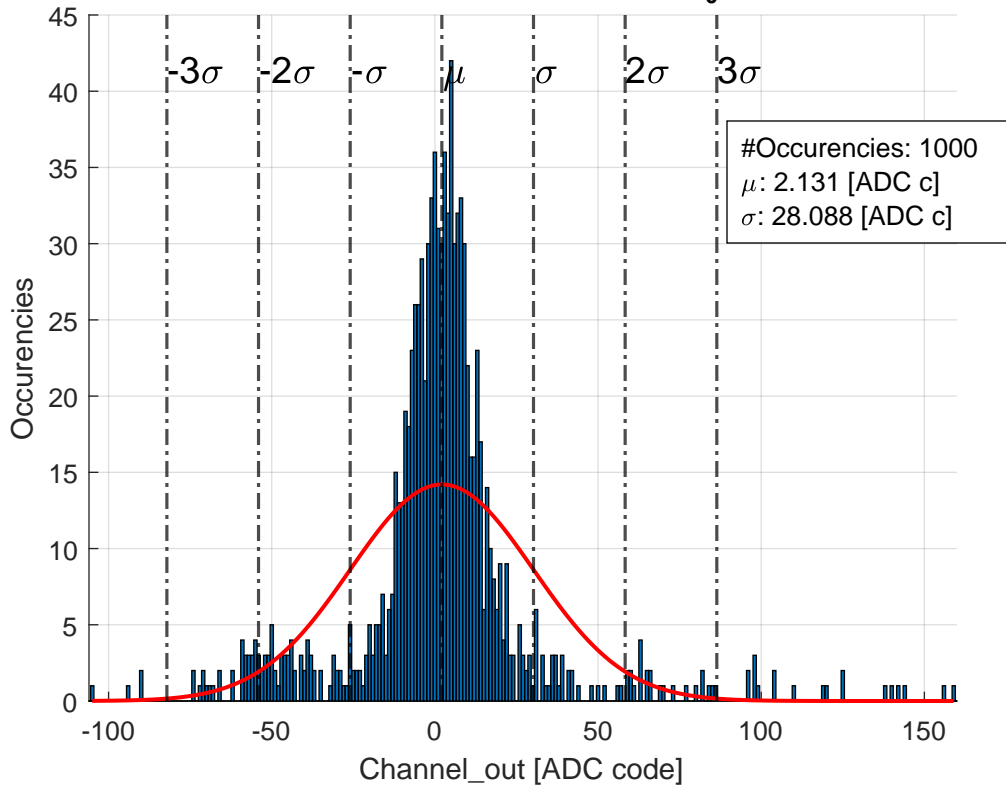 45
40
35
30
25
20
15
10
5
0
Occurencies
-3σ -2σ -σ μ σ 2σ 3σ
#Occurencies: 1000
μ: 2.131 [ADC c]
σ: 28.088 [ADC c]
-100 -50 0 50 100 150
Channel_out [ADC code]